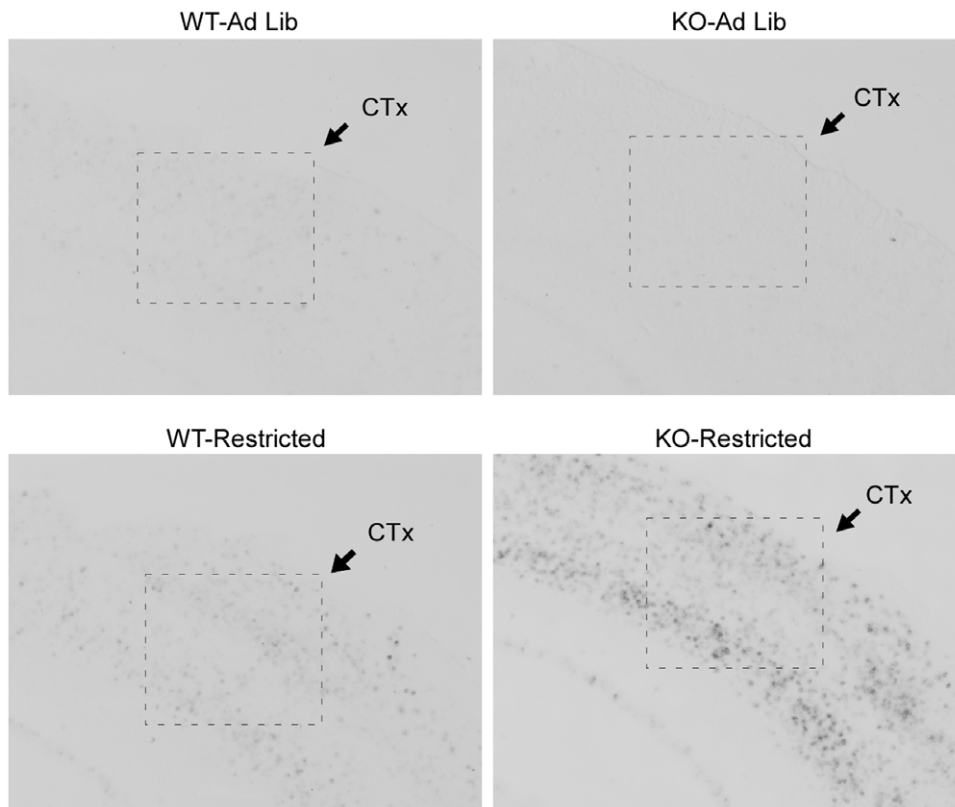 WT-Ad Lib
KO-Ad Lib
CTx
CTx
WT-Restricted
KO-Restricted
CTx
CTx